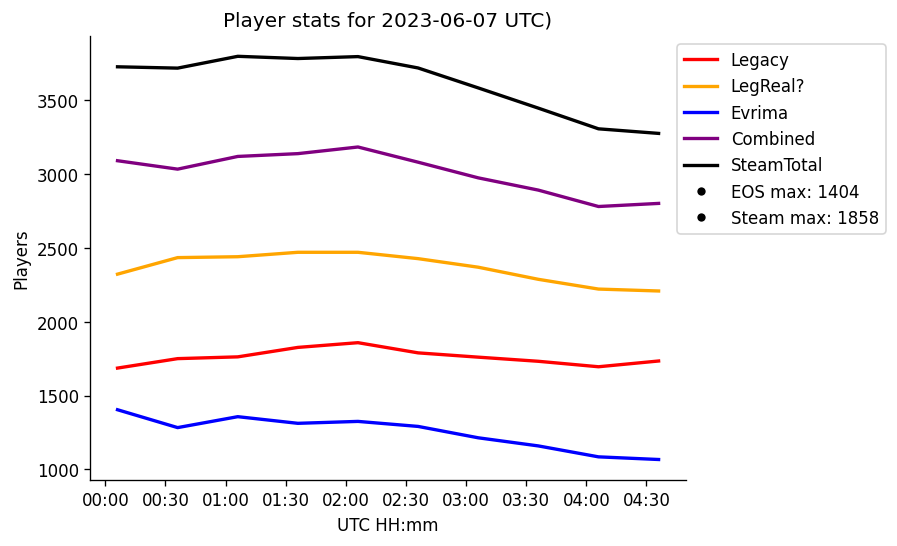 Player stats for 2023-06-07 UTC)
Legacy
LegReal?
Evrima
Combined
SteamTotal
EOS max: 1404
Steam max: 1858
Players
3500
3000
2500
2000
1500
1000
00:00 00:30 01:00 01:30 02:00 02:30 03:00 03:30 04:00 04:30
UTC HH:mm